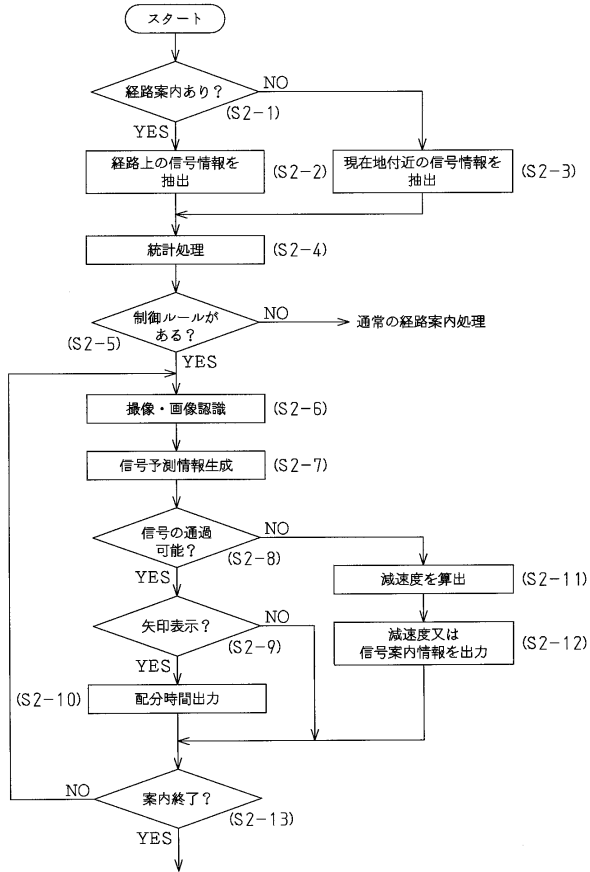 スタート
経路案内あり?
NO
(S2-1)
YES
経路上の信号情報を
抽出
(S2-2)
現在地付近の信号情報を
抽出
(S2-3)
統計処理
(S2-4)
制御ルールが
ある?
NO
通常の経路案内処理
(S2-5)
YES
撮像・画像認識
(S2-6)
信号予測情報生成
(S2-7)
信号の通過
可能?
NO
(S2-8)
YES
減速度を算出
(S2-11)
矢印表示?
NO
(S2-9)
YES
減速度又は
信号案内情報を出力
(S2-12)
(S2-10)
配分時間出力
案内終了?
NO
(S2-13)
YES